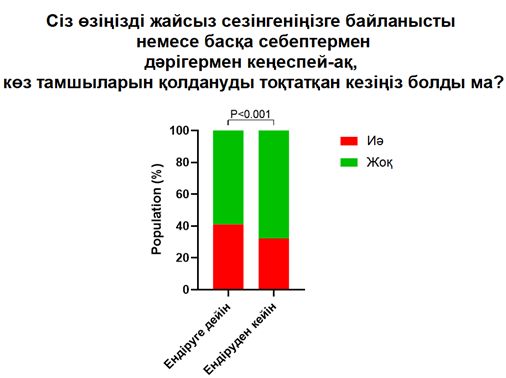 Сіз өзіңізді жайсыз сезінгеніңізге байланысты
немесе басқа себептермен
дәрігермен кеңеспей-ақ,
көз тамшыларын қолдануды тоқтатқан кезіңіз болды ма?
P<0.001
Иә
Жоқ
Population (%)
100
80
60
40
20
0
Ендіруге дейін
Ендіруден кейін